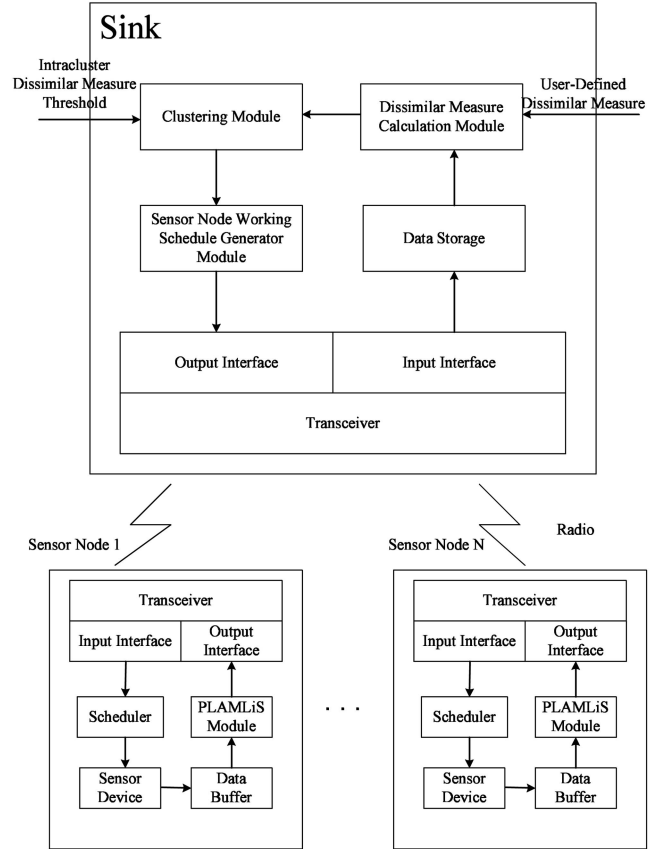 Sink
Intracluster
Dissimilar Measure
Threshold
Clustering Module
Dissimilar Measure
Calculation Module
User-Defined
Dissimilar Measure
Sensor Node Working
Schedule Generator
Module
Data Storage
Output Interface
Input Interface
Transceiver
Sensor Node 1
Sensor Node N
Radio
Transceiver
Input Interface
Output
Interface
Scheduler
PLAMLiS
Module
Sensor
Device
Data
Buffer
. . .
Transceiver
Input Interface
Output
Interface
Scheduler
PLAMLiS
Module
Sensor
Device
Data
Buffer